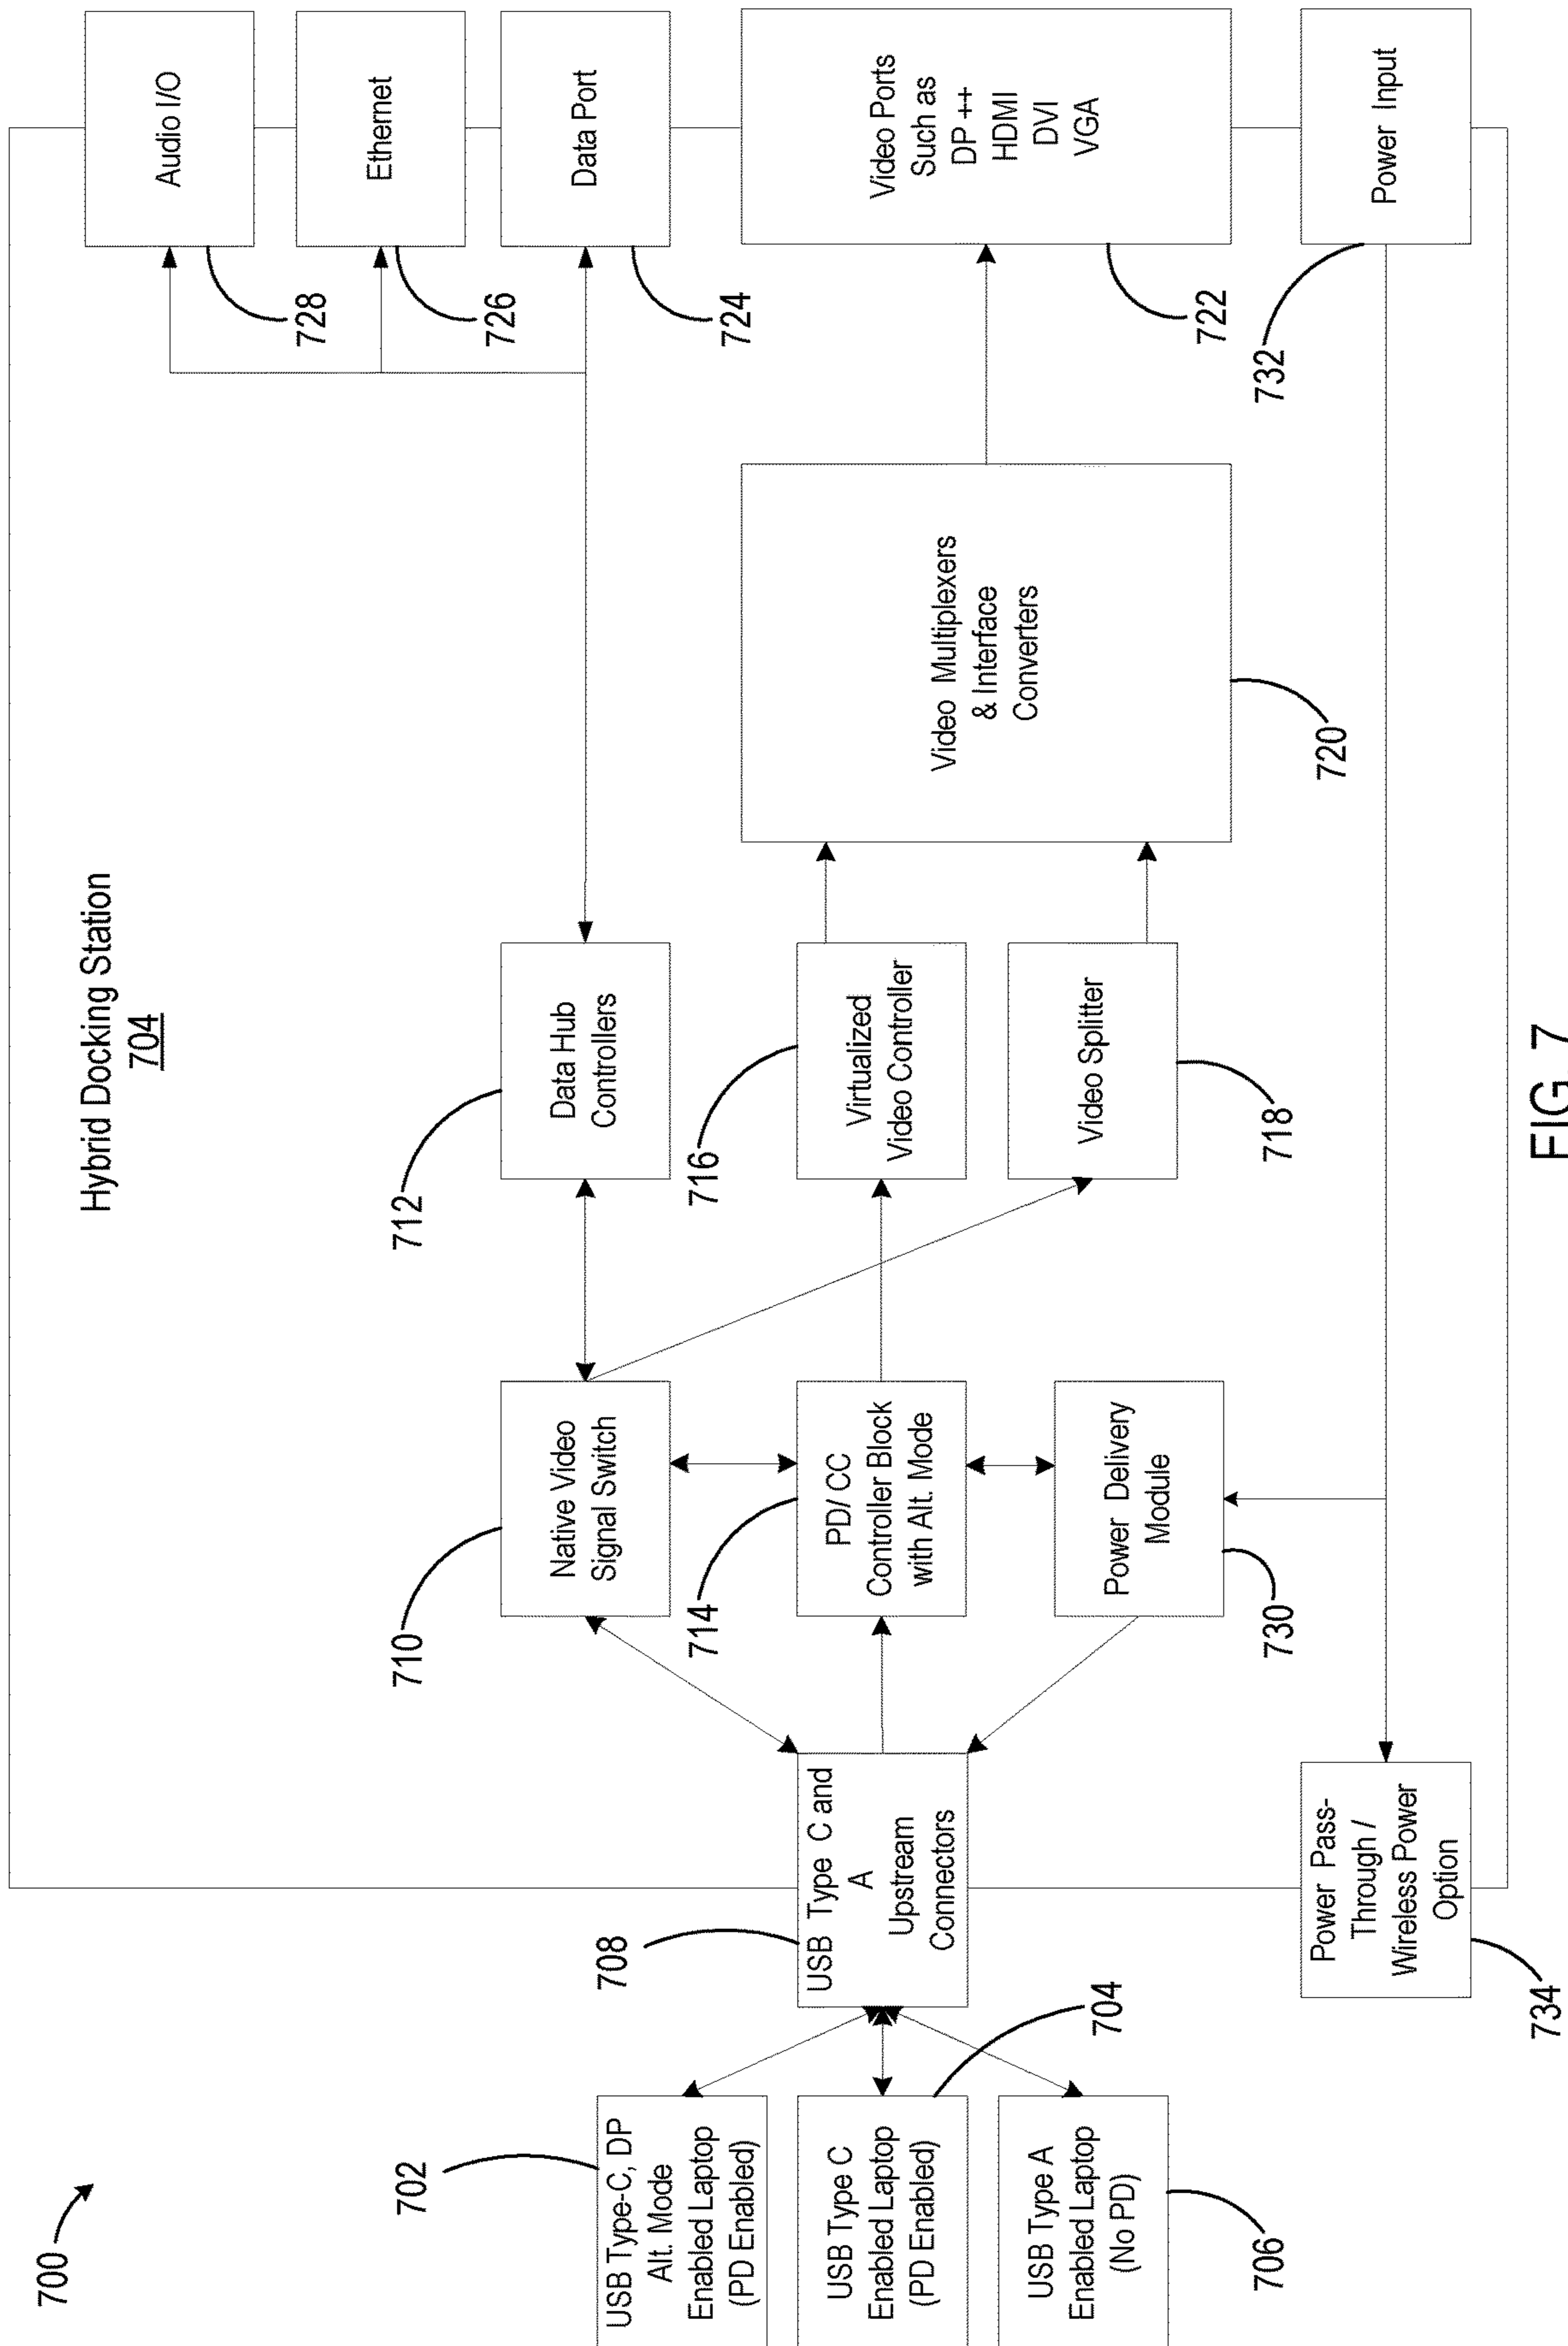 700
Hybrid Docking Station
704
USB Type-C, DP
Alt. Mode
Enabled Laptop
(PD Enabled)
702
USB Type C
Enabled Laptop
(PD Enabled)
704
USB Type A
Enabled Laptop
(No PD)
706
USB Type C and
A
Upstream
Connectors
708
Power Pass-
Through /
Wireless Power
Option
734
Native Video
Signal Switch
710
PD/ CC
Controller Block
with Alt. Mode
714
Power Delivery
Module
730
Data Hub
Controllers
712
Virtualized
Video Controller
716
Video Splitter
718
Video Multiplexers
& Interface
Converters
720
Audio I/O
728
Ethernet
726
Data Port
724
Video Ports
Such as
DP ++
HDMI
DVI
VGA
722
Power Input
732
FIG. 7